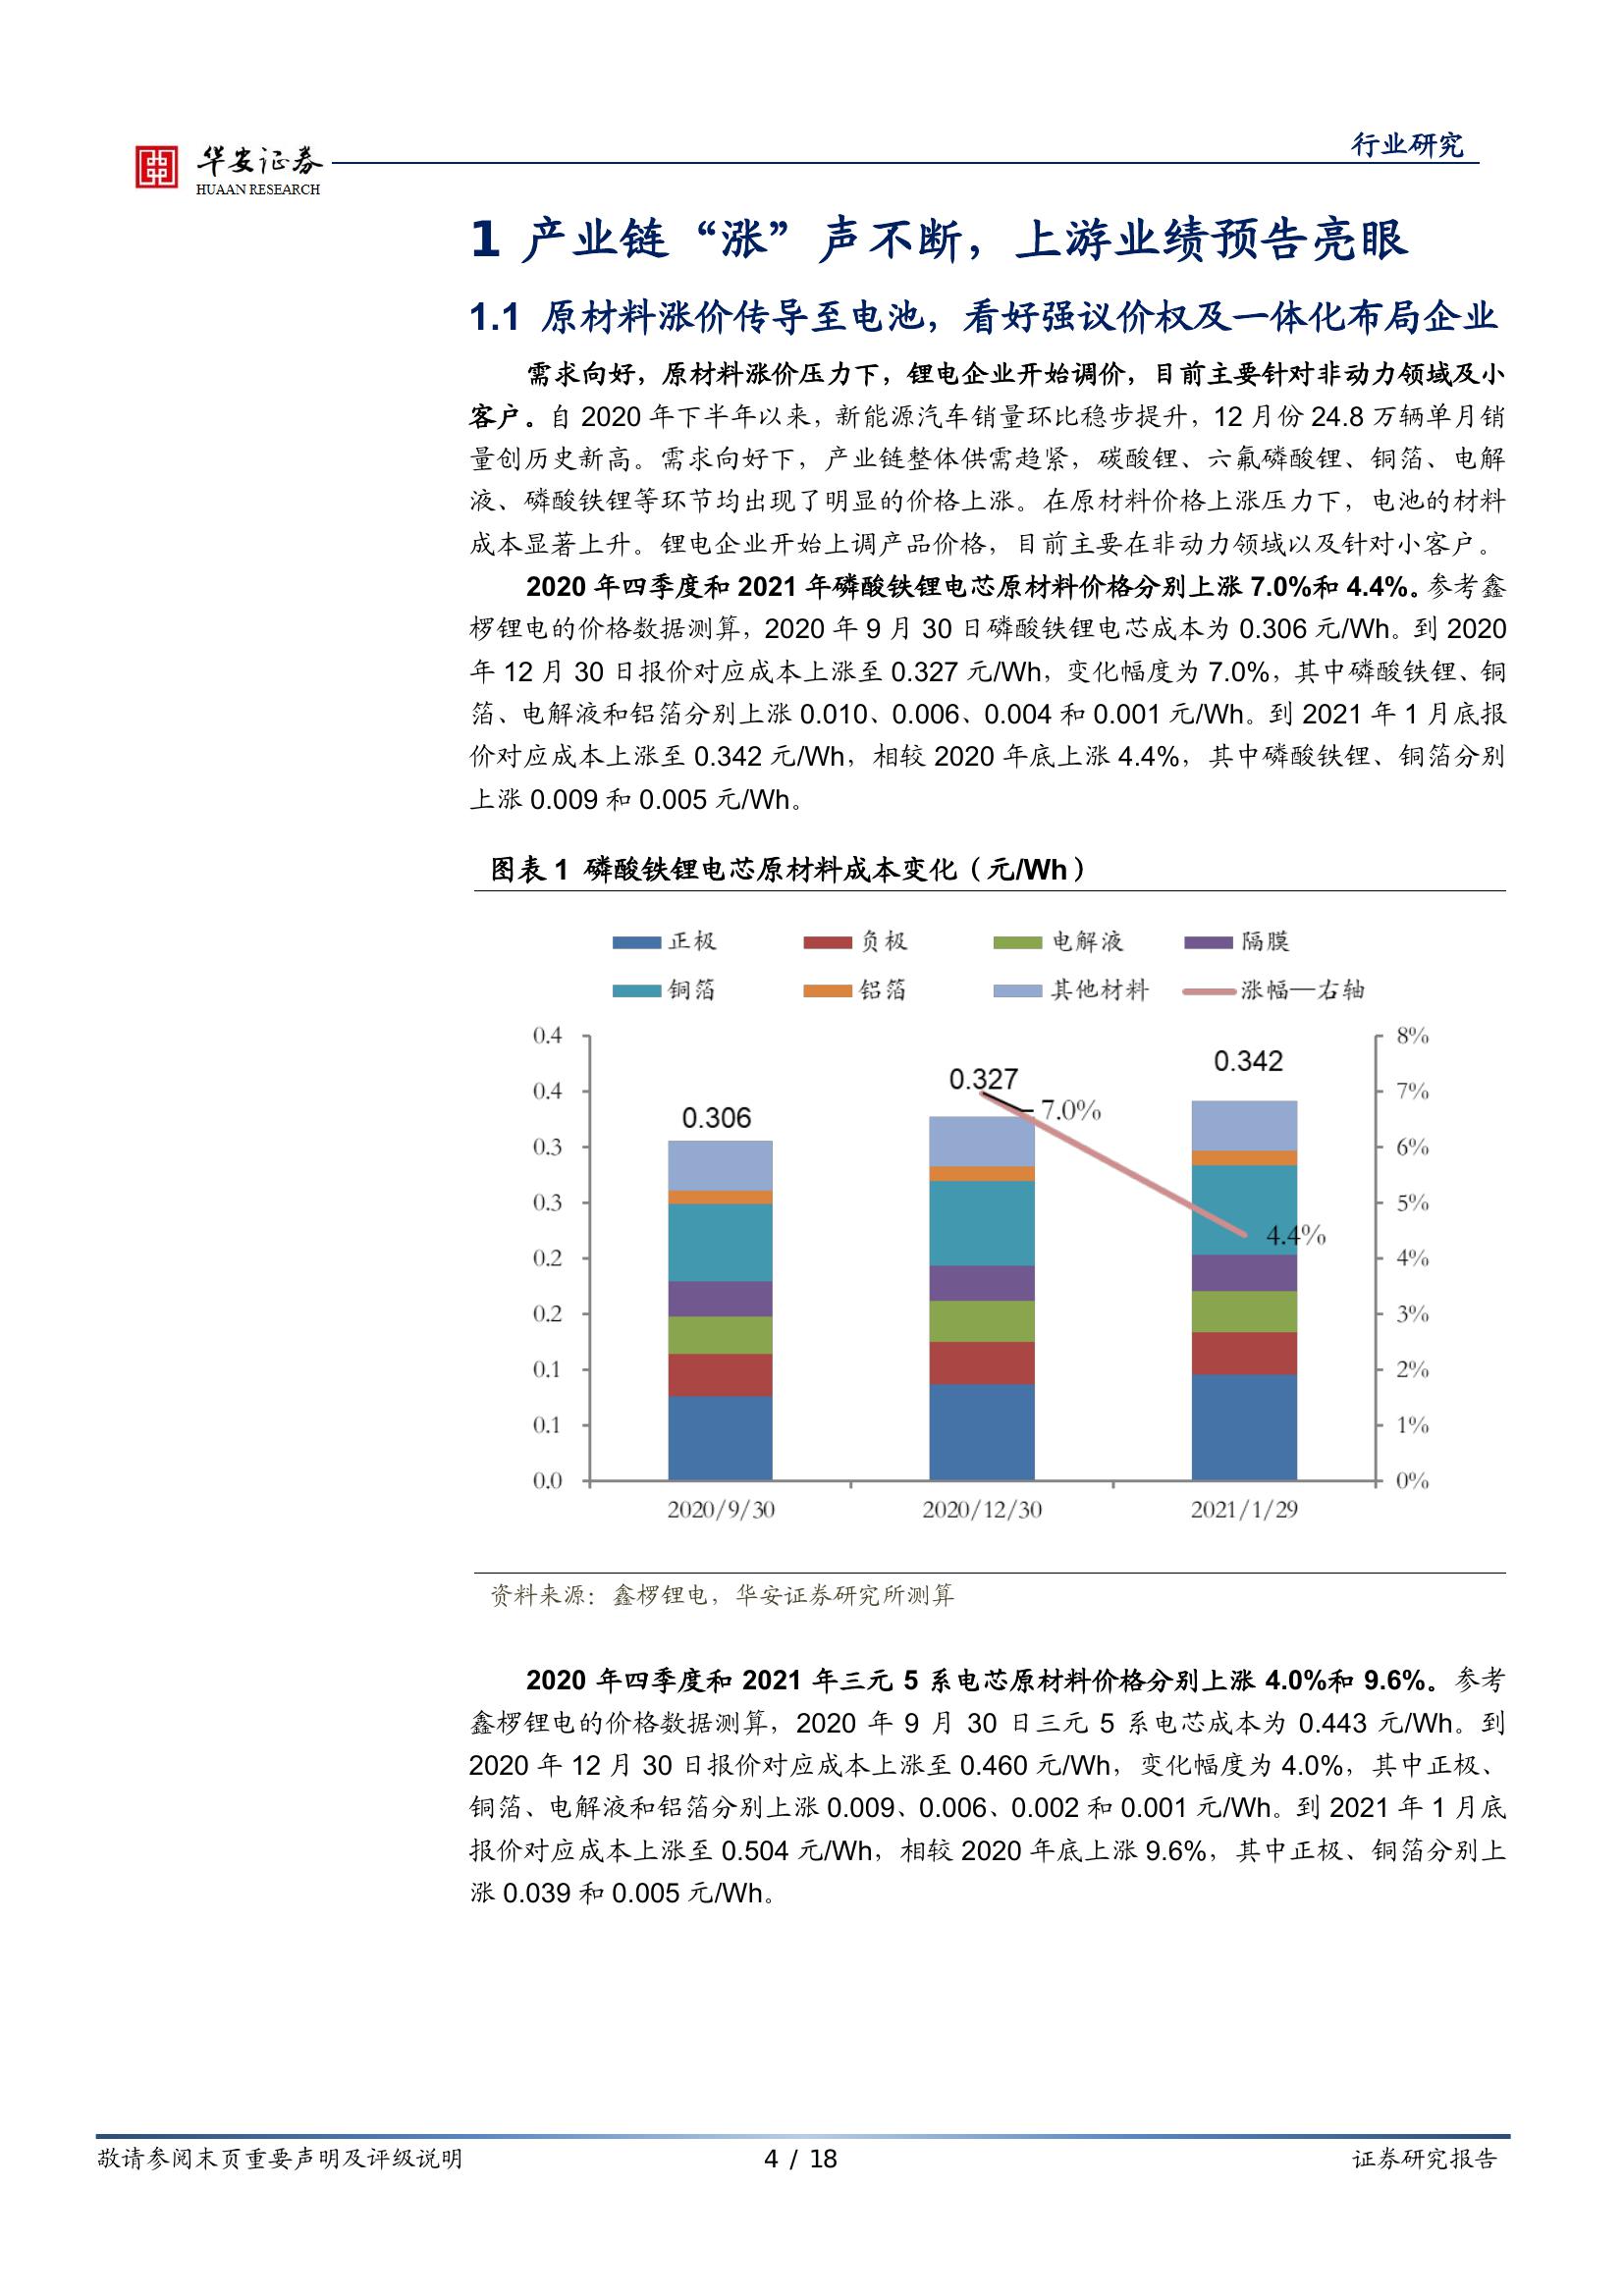 行业研究
华安证券
HUAAN RESEARCH
1 产业链“涨”声不断，上游业绩预告亮眼
1.1 原材料涨价传导至电池，看好强议价权及一体化布局企业
需求向好，原材料涨价压力下，锂电企业开始调价，目前主要针对非动力领域及小
客户。自 2020 年下半年以来，新能源汽车销量环比稳步提升，12 月份 24.8 万辆单月销
量创历史新高。需求向好下，产业链整体供需趋紧，碳酸锂、六氟磷酸锂、铜箔、电解
液、磷酸铁锂等环节均出现了明显的价格上涨。在原材料价格上涨压力下，电池的材料
成本显著上升。锂电企业开始上调产品价格，目前主要在非动力领域以及针对小客户。
2020 年四季度和 2021 年磷酸铁锂电芯原材料价格分别上涨 7.0%和 4.4%。参考鑫
椤锂电的价格数据测算，2020 年 9 月 30 日磷酸铁锂电芯成本为 0.306 元/Wh。到 2020
年 12 月 30 日报价对应成本上涨至 0.327 元/Wh，变化幅度为 7.0%，其中磷酸铁锂、铜
箔、电解液和铝箔分别上涨 0.010、0.006、0.004 和 0.001 元/Wh。到 2021 年 1 月底报
价对应成本上涨至 0.342 元/Wh，相较 2020 年底上涨 4.4%，其中磷酸铁锂、铜箔分别
上涨 0.009 和 0.005 元/Wh。
图表 1 磷酸铁锂电芯原材料成本变化（元/Wh）
正极 负极 电解液 隔膜
铜箔 铝箔 其他材料 涨幅—右轴
0.4 8%
0.342
0.327
0.4 7%
7.0%
0.306
0.3 6%
0.3 5%
4.4%
0.2 4%
0.2 3%
0.1 2%
0.1 1%
0.0 0%
2020/9/30 2020/12/30 2021/1/29
资料来源：鑫椤锂电，华安证券研究所测算
2020 年四季度和 2021 年三元 5 系电芯原材料价格分别上涨 4.0%和 9.6%。参考
鑫椤锂电的价格数据测算，2020 年 9 月 30 日三元 5 系电芯成本为 0.443 元/Wh。到
2020 年 12 月 30 日报价对应成本上涨至 0.460 元/Wh，变化幅度为 4.0%，其中正极、
铜箔、电解液和铝箔分别上涨 0.009、0.006、0.002 和 0.001 元/Wh。到 2021 年 1 月底
报价对应成本上涨至 0.504 元/Wh，相较 2020 年底上涨 9.6%，其中正极、铜箔分别上
涨 0.039 和 0.005 元/Wh。
敬请参阅末页重要声明及评级说明 4 / 18 证券研究报告